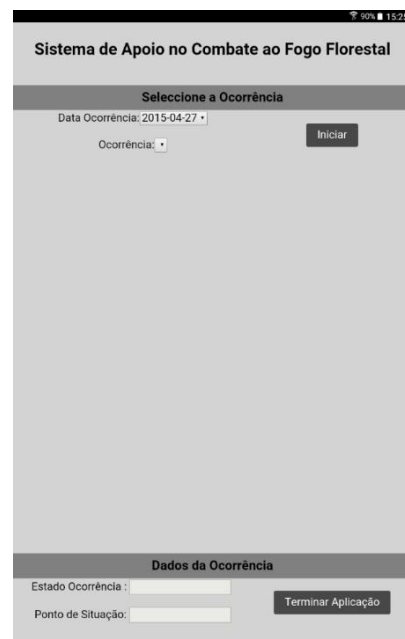 90% 15:25
Sistema de Apoio no Combate ao Fogo Florestal
Seleccione a Ocorrência
Data Ocorrência: 2015-04-27
Iniciar
Ocorrência:
Dados da Ocorrência
Estado Ocorrência :
Terminar Aplicação
Ponto de Situação: